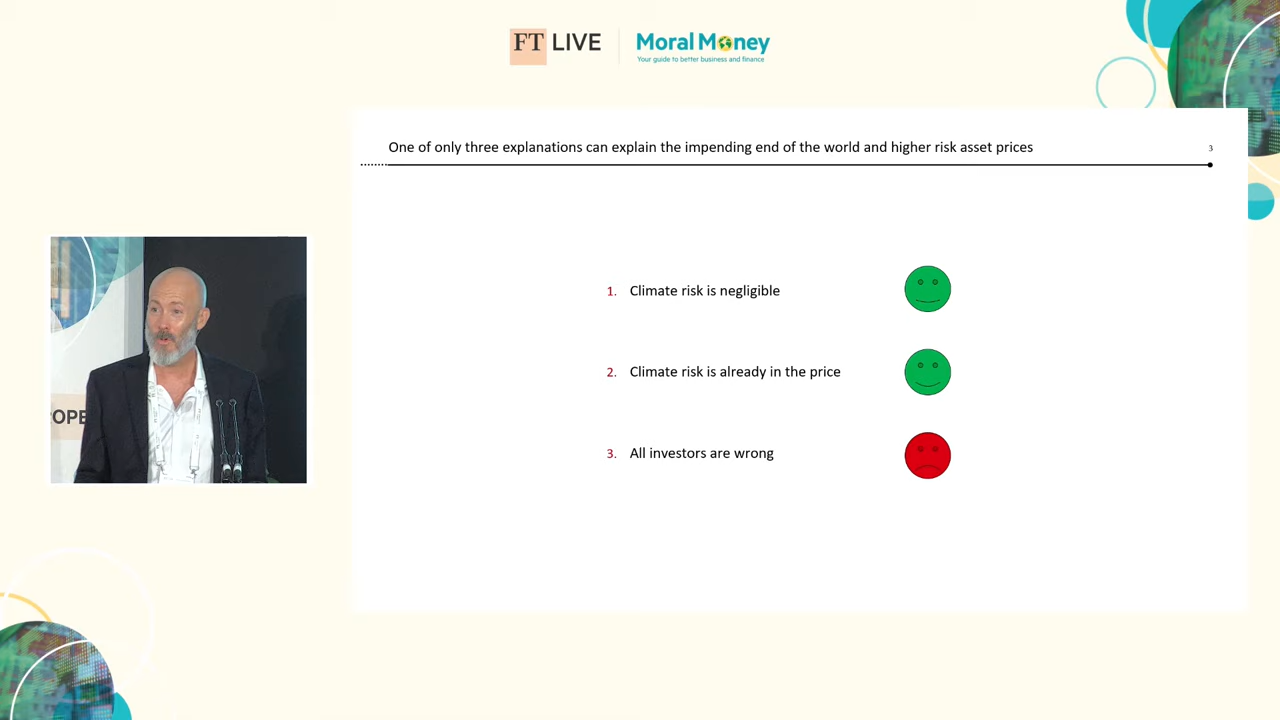 FT LIVE
Moral Money
Your guide to better business and finance
One of only three explanations can explain the impending end of the world and higher risk asset prices
3
1. Climate risk is negligible
2. Climate risk is already in the price
3. All investors are wrong
OPE